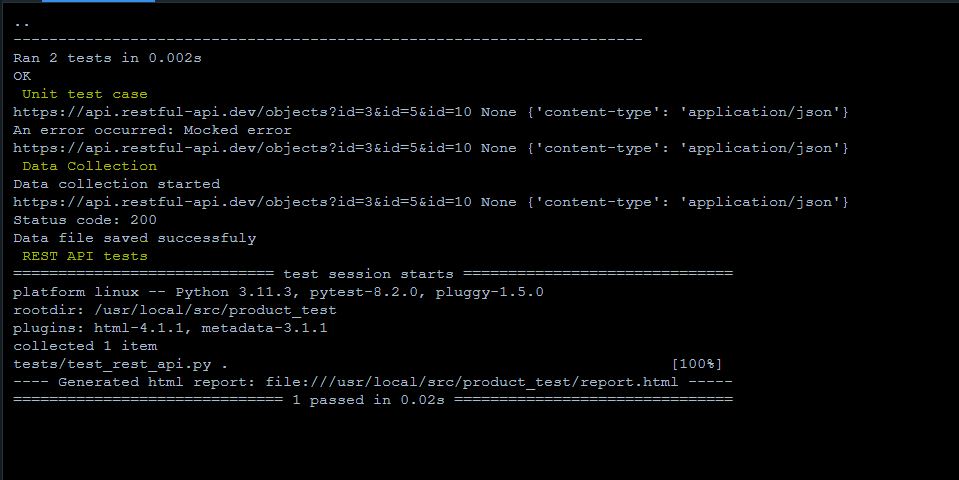 ..
----------------------------------------------------------------------
Ran 2 tests in 0.002s
OK
Unit test case
https://api.restful-api.dev/objects?id=3&id=5&id=10 None {'content-type': 'application/json'}
An error occurred: Mocked error
https://api.restful-api.dev/objects?id=3&id=5&id=10 None {'content-type': 'application/json'}
Data Collection
Data collection started
https://api.restful-api.dev/objects?id=3&id=5&id=10 None {'content-type': 'application/json'}
Status code: 200
Data file saved successfuly
REST API tests
============================= test session starts ==============================
platform linux -- Python 3.11.3, pytest-8.2.0, pluggy-1.5.0
rootdir: /usr/local/src/product_test
plugins: html-4.1.1, metadata-3.1.1
collected 1 item
tests/test_rest_api.py . [100%]
---- Generated html report: file:///usr/local/src/product_test/report.html -----
============================== 1 passed in 0.02s ===============================